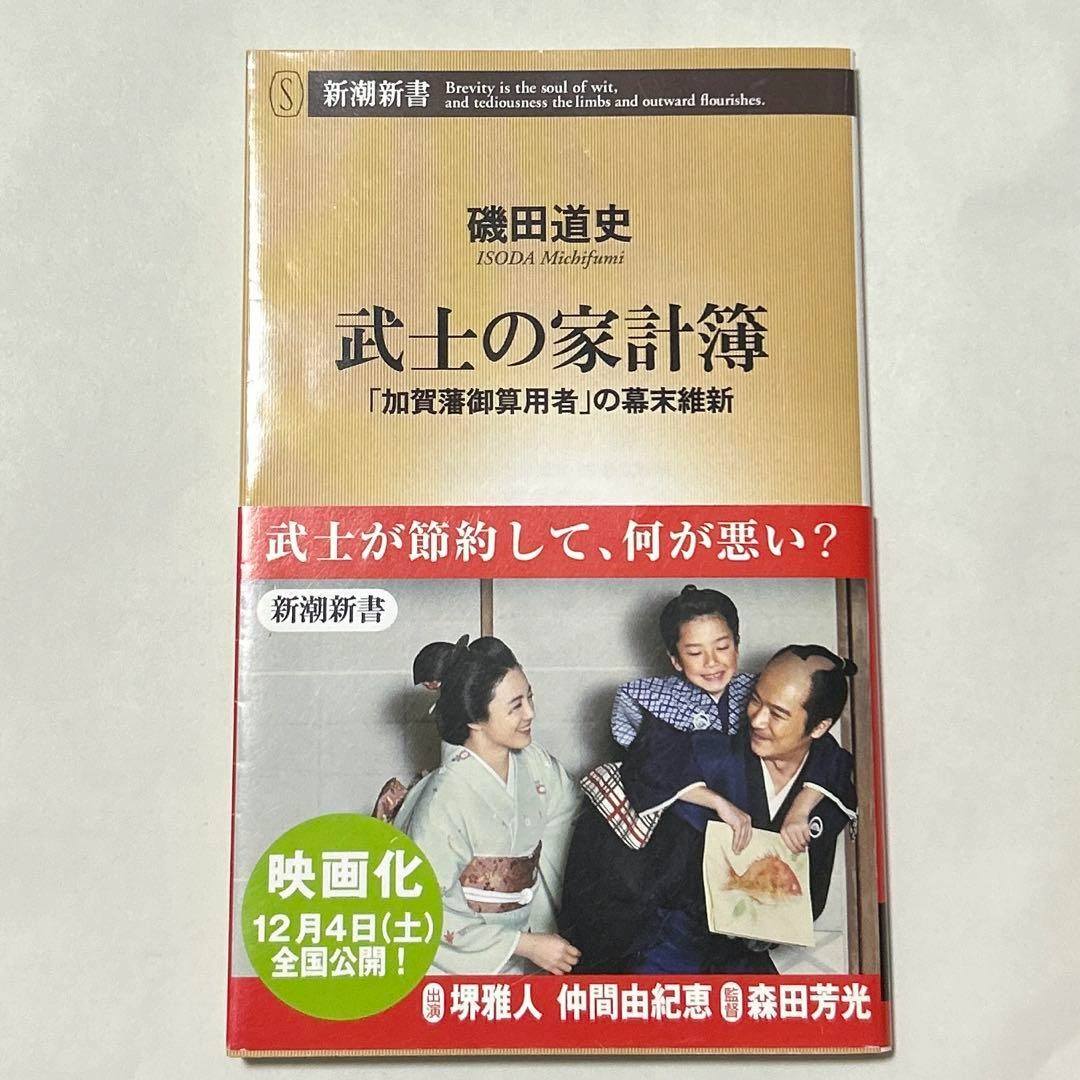 S
新潮新書
Brevity is the soul of wit,
and tediousness the limbs and outward flourishes.
磯田道史
ISODA Michifumi
武士の家計簿
「加賀藩御算用者」の幕末維新
武士が節約して、何が悪い？
新潮新書
映画化
12月4日(土)
全国公開！
出演 堺雅人 仲間由紀恵 監督 森田芳光